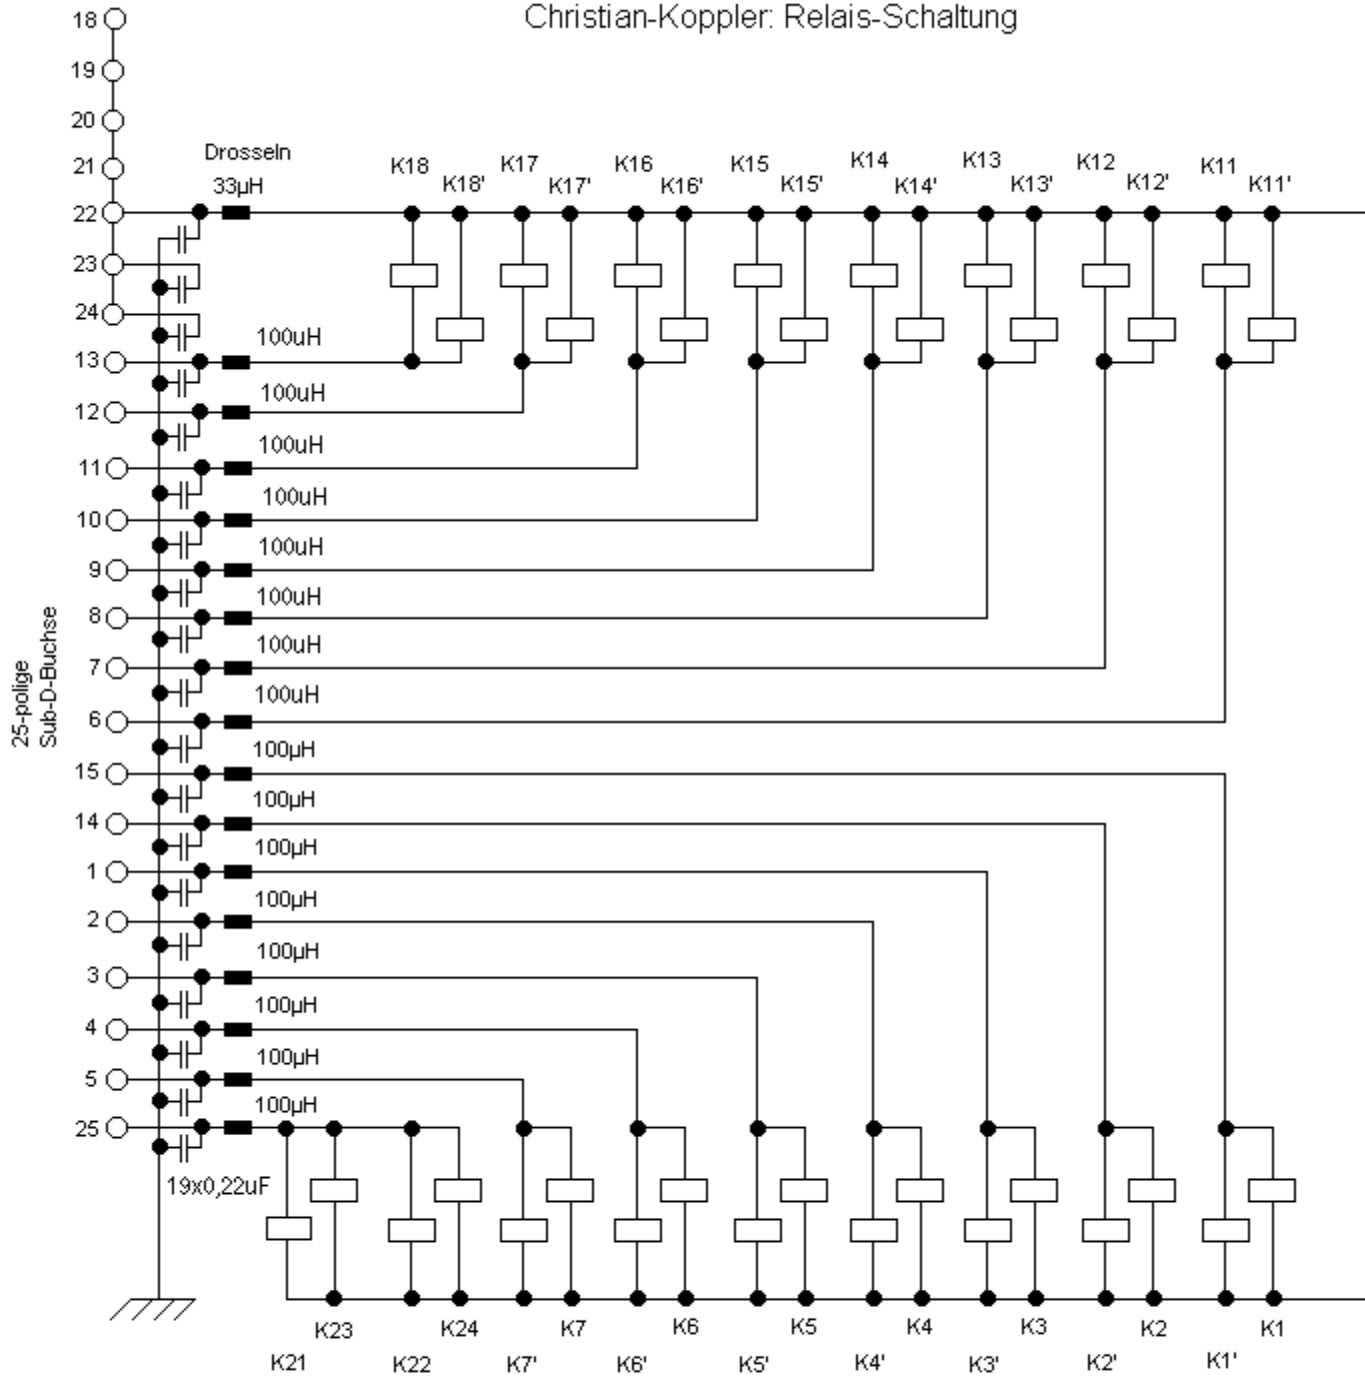 Christian-Koppler: Relais-Schaltung
18
19
20
21
22
23
24
13
12
11
10
9
8
7
6
15
14
1
2
3
4
5
25
25-polige
Sub-D-Buchse
Drosseln
33µH
K18 K17 K16 K15 K14 K13 K12 K11
K18' K17' K16' K15' K14' K13' K12' K11'
100uH
100uH
100uH
100uH
100uH
100uH
100uH
100uH
100µH
100µH
100µH
100µH
100µH
100µH
100µH
100µH
19x0,22uF
K23 K24 K7 K6 K5 K4 K3 K2 K1
K21 K22 K7' K6' K5' K4' K3' K2' K1'